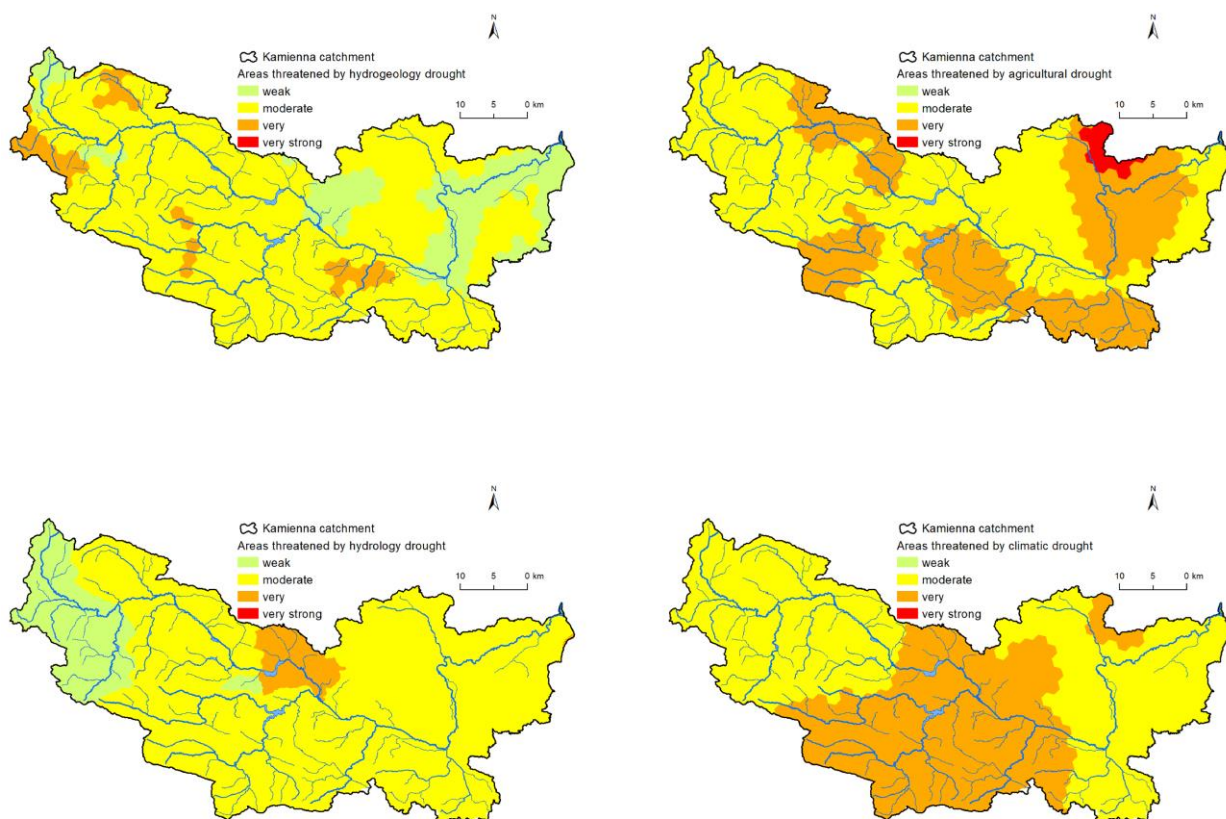 N
Kamienna catchment
Areas threatened by hydrogeology drought
weak
moderate
very
very strong
10 5 0 km
N
Kamienna catchment
Areas threatened by agricultural drought
weak
moderate
very
very strong
10 5 0 km
N
Kamienna catchment
Areas threatened by hydrology drought
weak
moderate
very
very strong
10 5 0 km
N
Kamienna catchment
Areas threatened by climatic drought
weak
moderate
very
very strong
10 5 0 km